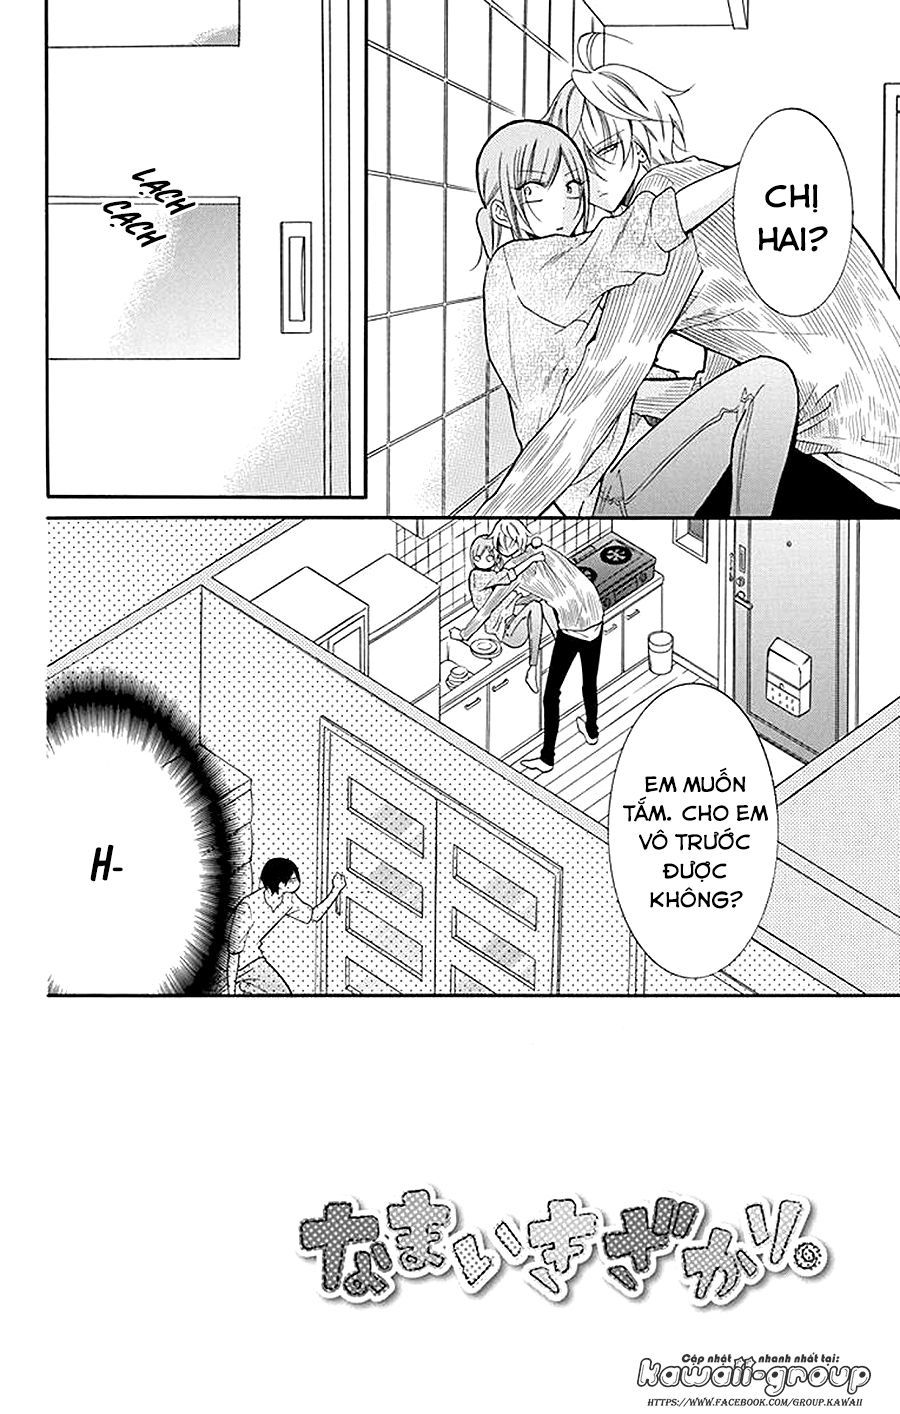 CHỊ
HAI?
LẠCH
CẠCH
EM MUỐN
TẮM. CHO EM
VÔ TRƯỚC
ĐƯỢC
KHÔNG?
H-
なまいきざかり。
Cập nhật nhanh nhất tại:
kawaii-group
HTTPS://WWW.FACEBOOK.COM/GROUP.KAWAII